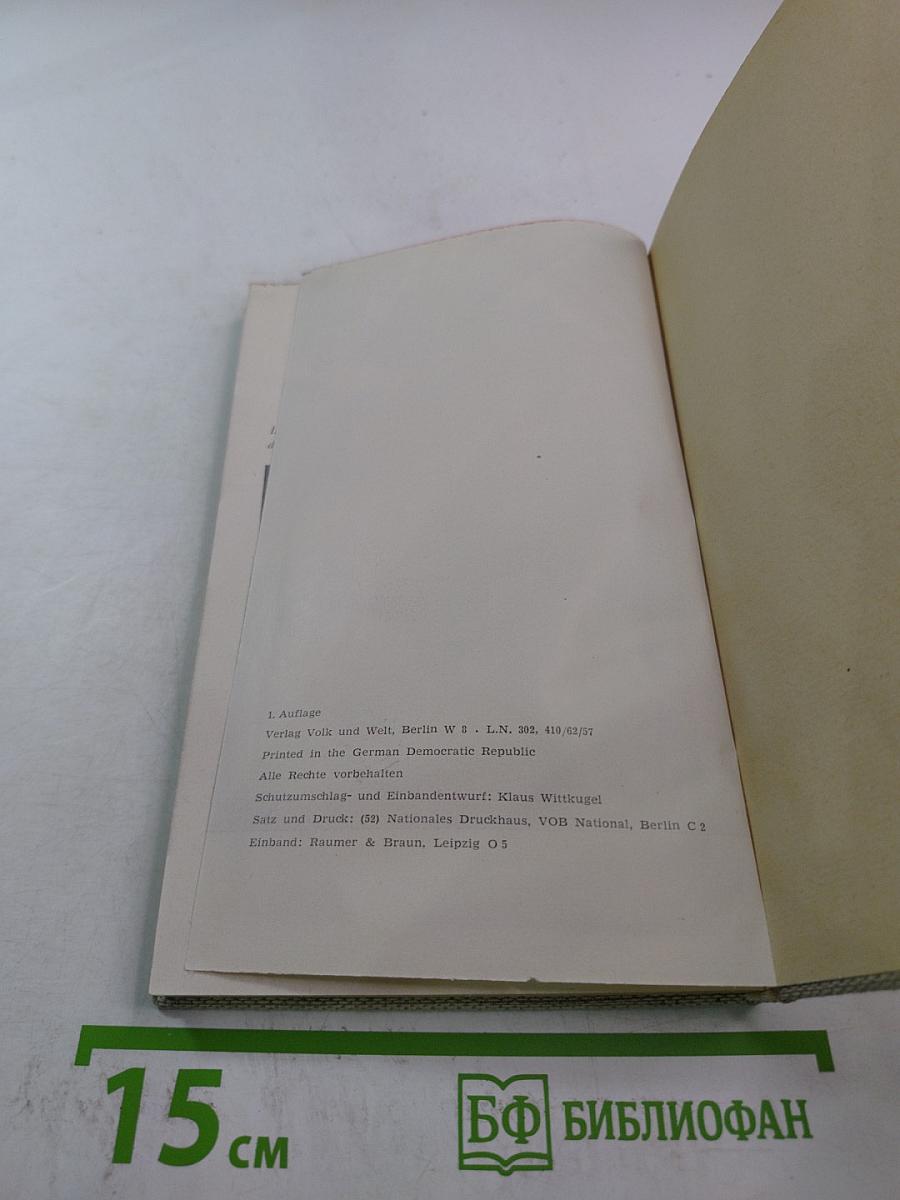 1. Auflage
Verlag Volk und Welt, Berlin W 8 . L.N. 302, 410/62/57
Printed in the German Democratic Republic
Alle Rechte vorbehalten
Schutzumschlag- und Einbandentwurf: Klaus Wittkugel
Satz und Druck: (52) Nationales Druckhaus, VOB National, Berlin C 2
Einband: Raumer & Braun, Leipzig O 5
15 см
БФ БИБЛИОФАН